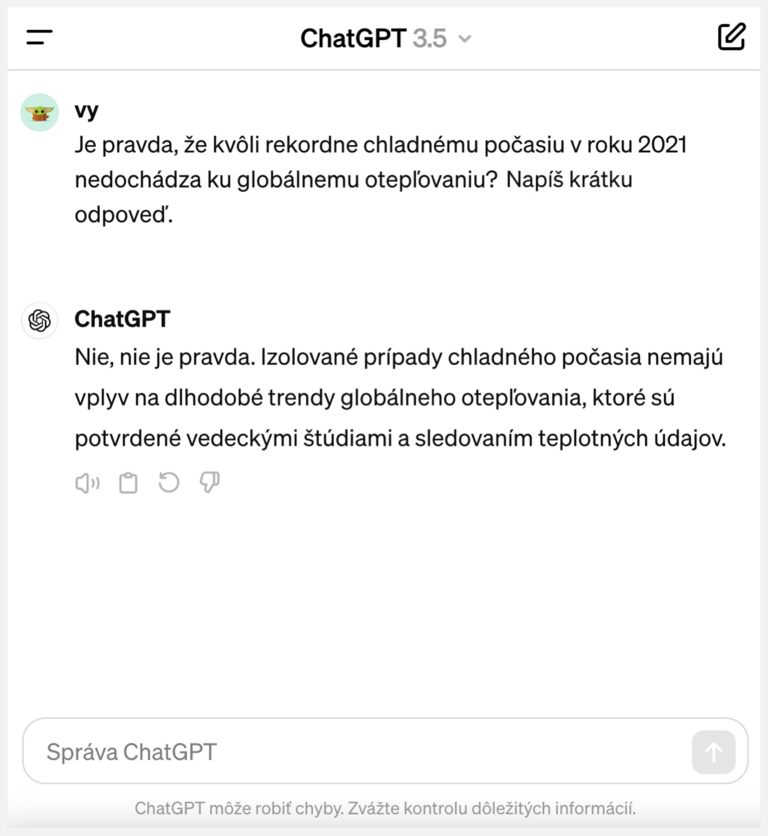 ChatGPT 3.5
vy
Je pravda, že kvôli rekordne chladnému počasiu v roku 2021
nedochádza ku globálnemu otepľovaniu? Napíš krátku
odpoveď.
ChatGPT
Nie, nie je pravda. Izolované prípady chladného počasia nemajú
vplyv na dlhodobé trendy globálneho otepľovania, ktoré sú
potvrdené vedeckými štúdiami a sledovaním teplotných údajov.
Správa ChatGPT
ChatGPT môže robiť chyby. Zvážte kontrolu dôležitých informácií.